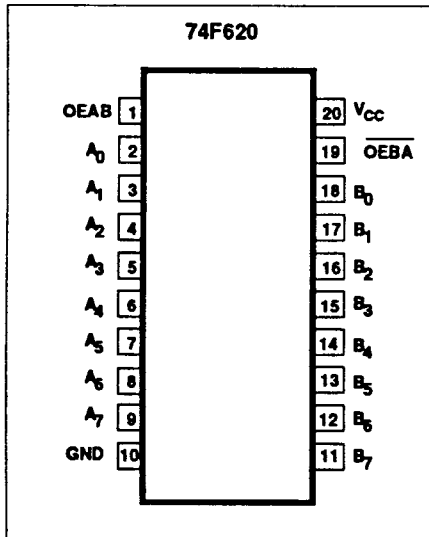 74F620
OEAB 1 20 VCC
A0 2 19 OEBA
A1 3 18 B0
A2 4 17 B1
A3 5 16 B2
A4 6 15 B3
A5 7 14 B4
A6 8 13 B5
A7 9 12 B6
GND 10 11 B7